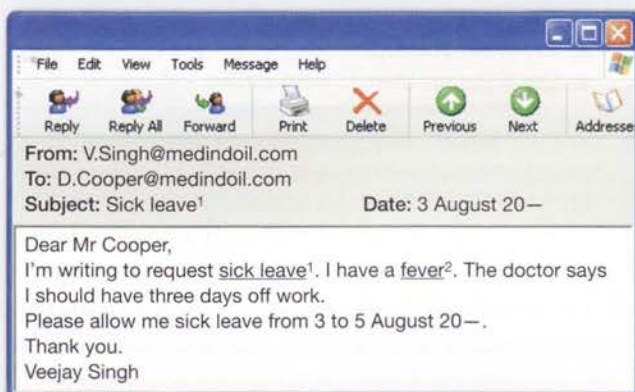 File Edit View Tools Message Help
Reply Reply All Forward Print Delete Previous Next Addresse
From: V.Singh@medindoil.com
To: D.Cooper@medindoil.com
Subject: Sick leave¹ Date: 3 August 20—
Dear Mr Cooper,
I'm writing to request sick leave¹. I have a fever². The doctor says
I should have three days off work.
Please allow me sick leave from 3 to 5 August 20—.
Thank you.
Veejay Singh